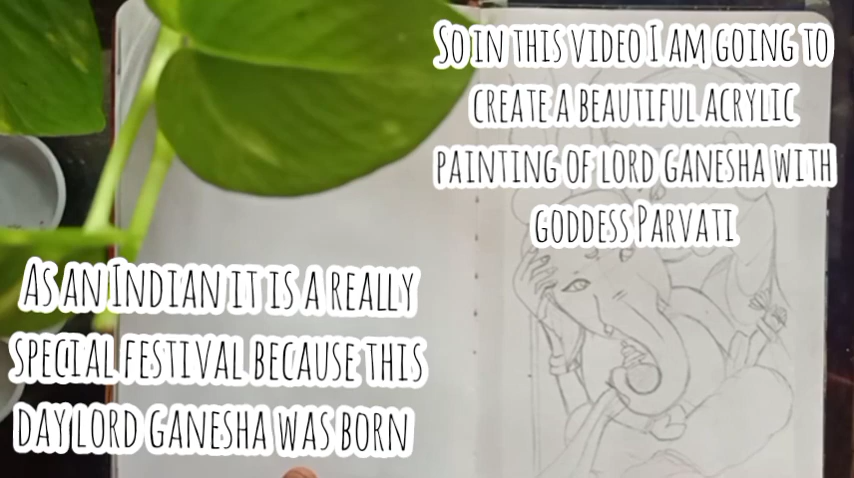 So in this video I am going to
create a beautiful acrylic
painting of lord ganesha with
goddess Parvati
As an Indian it is a really
special festival because this
day lord ganesha was born